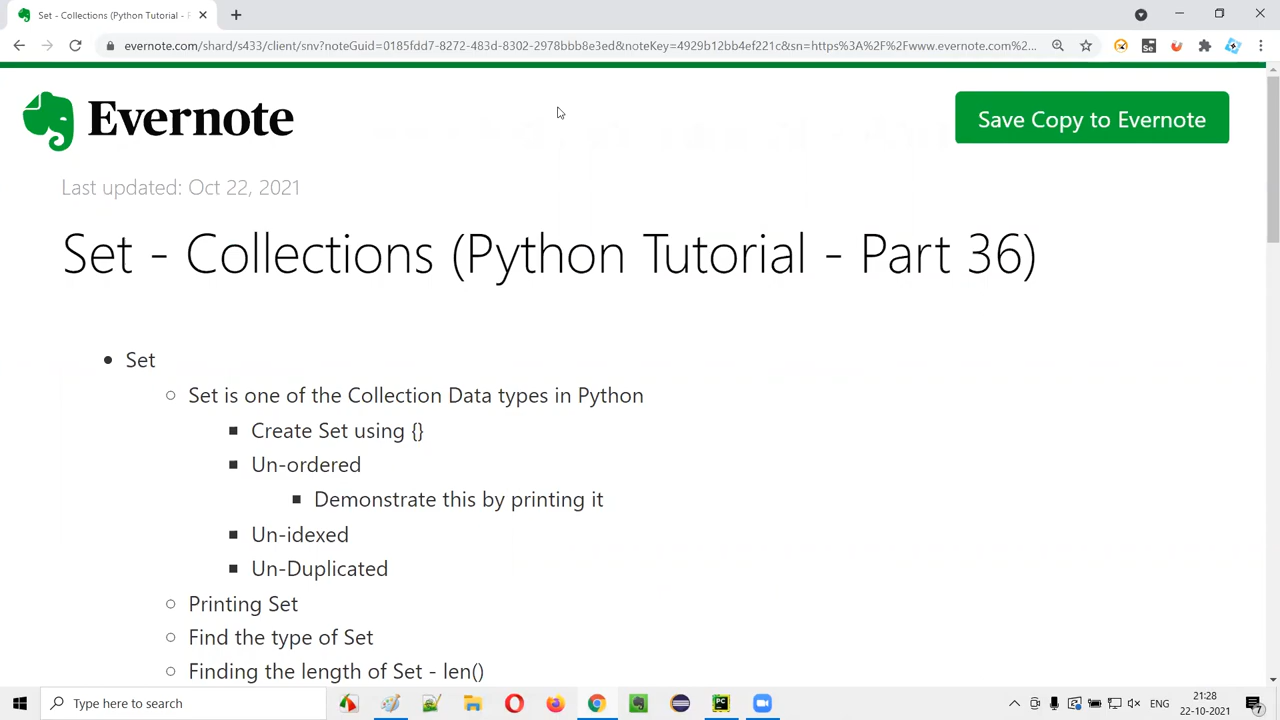 Set - Collections (Python Tutorial - F
evernote.com/shard/s433/client/snv?noteGuid=0185fdd7-8272-483d-8302-2978bbb8e3ed&noteKey=4929b12bb4ef221c&sn=https%3A%2F%2Fwww.evernote.com%2...
Evernote
Save Copy to Evernote
Last updated: Oct 22, 2021
Set - Collections (Python Tutorial - Part 36)
Set
Set is one of the Collection Data types in Python
Create Set using {}
Un-ordered
Demonstrate this by printing it
Un-idexed
Un-Duplicated
Printing Set
Find the type of Set
Finding the length of Set - len()
Type here to search
ENG
21:28
22-10-2021
7